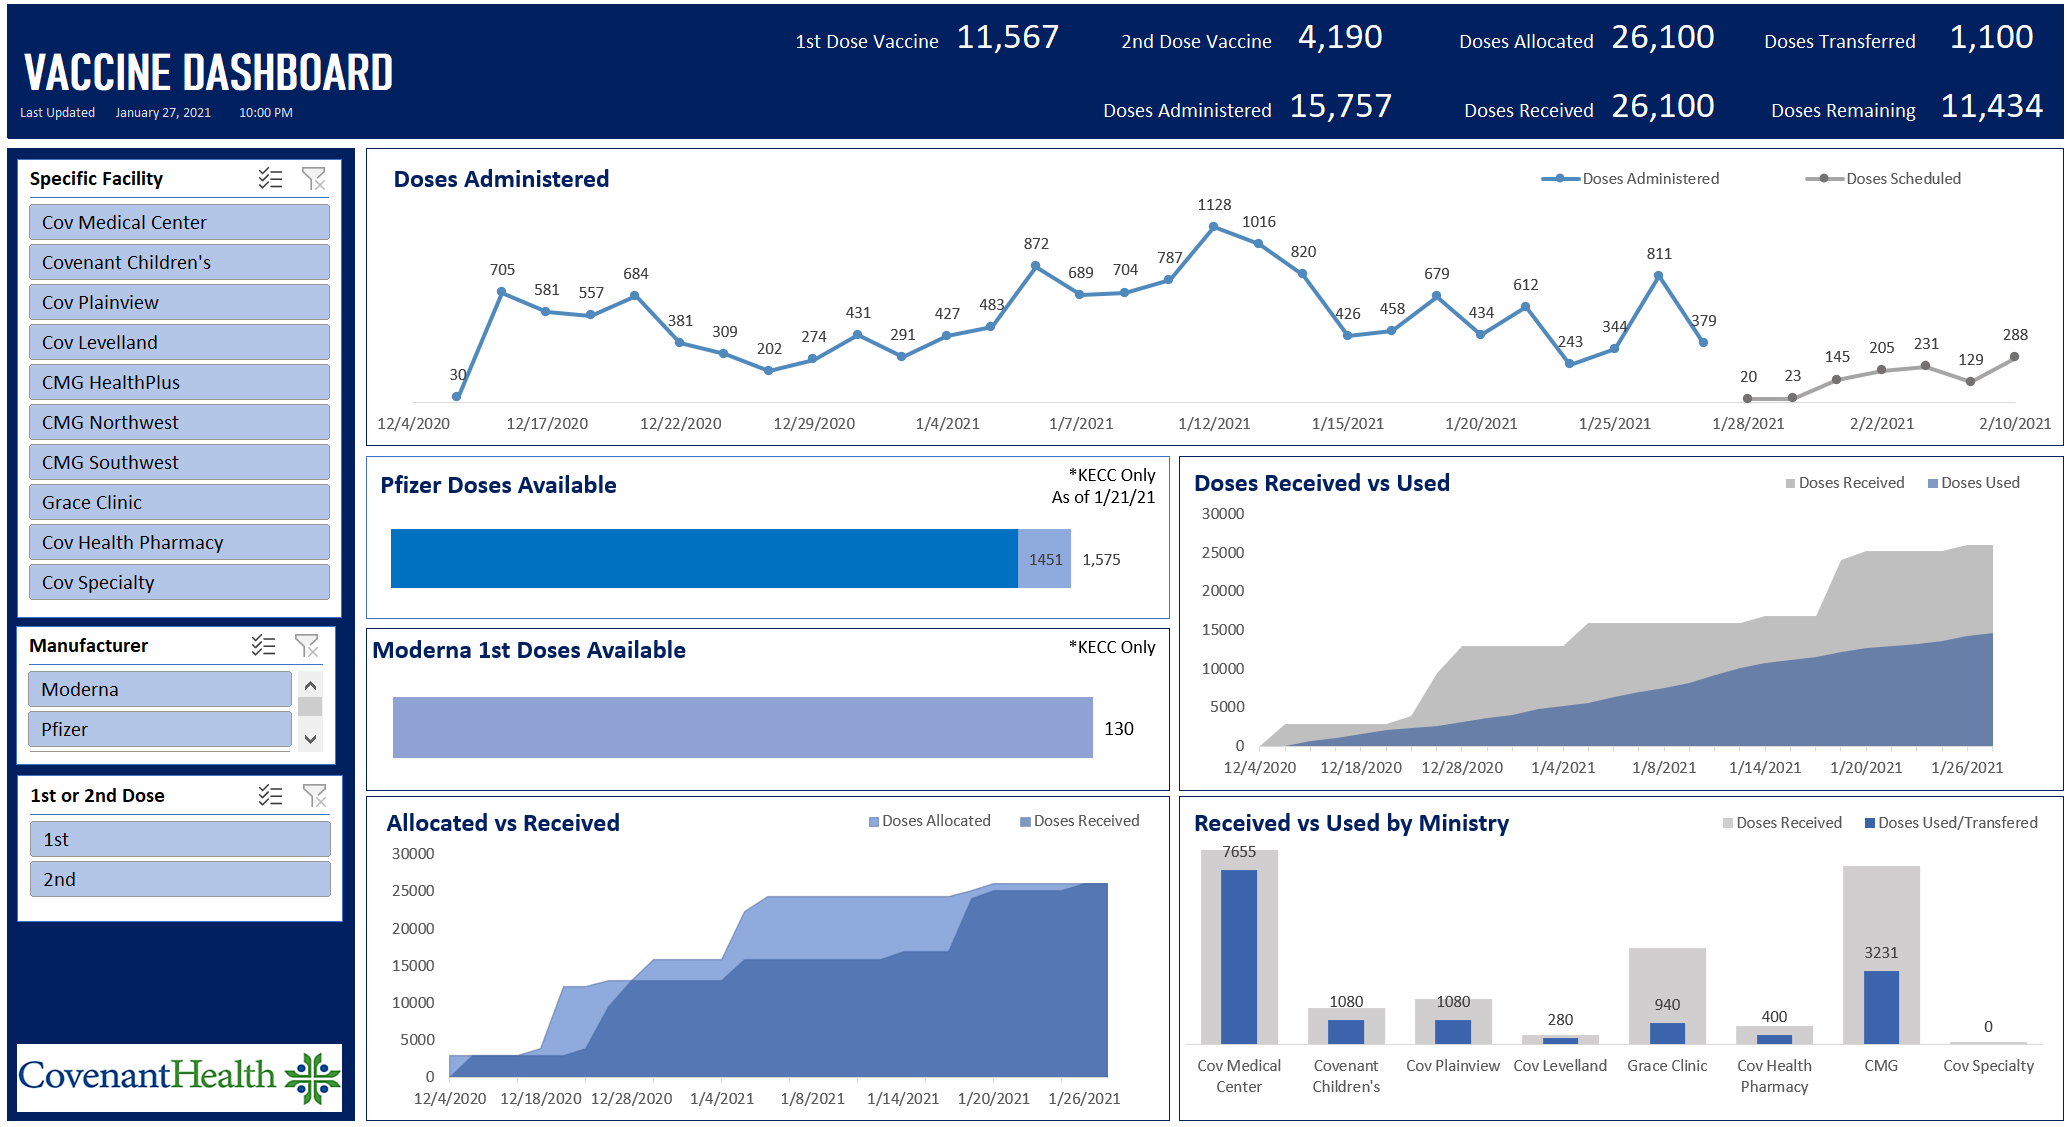 VACCINE DASHBOARD
Last Updated January 27, 2021 10:00 PM
1st Dose Vaccine 11,567 2nd Dose Vaccine 4,190 Doses Allocated 26,100 Doses Transferred 1,100
Doses Administered 15,757 Doses Received 26,100 Doses Remaining 11,434
Specific Facility
Cov Medical Center
Covenant Children's
Cov Plainview
Cov Levelland
CMG HealthPlus
CMG Northwest
CMG Southwest
Grace Clinic
Cov Health Pharmacy
Cov Specialty
Manufacturer
Moderna
Pfizer
1st or 2nd Dose
1st
2nd
CovenantHealth
Doses Administered
Doses Administered Doses Scheduled
30 705 581 557 684 381 309 202 274 431 291 427 483 872 689 704 787 1128 1016 820 426 458 679 434 612 243 344 811 379 20 23 145 205 231 129 288
12/4/2020 12/17/2020 12/22/2020 12/29/2020 1/4/2021 1/7/2021 1/12/2021 1/15/2021 1/20/2021 1/25/2021 1/28/2021 2/2/2021 2/10/2021
Pfizer Doses Available
*KECC Only
As of 1/21/21
1451 1,575
Moderna 1st Doses Available
*KECC Only
130
Doses Received vs Used
Doses Received Doses Used
30000
25000
20000
15000
10000
5000
0
12/4/2020 12/18/2020 12/28/2020 1/4/2021 1/8/2021 1/14/2021 1/20/2021 1/26/2021
Allocated vs Received
Doses Allocated Doses Received
30000
25000
20000
15000
10000
5000
0
12/4/2020 12/18/2020 12/28/2020 1/4/2021 1/8/2021 1/14/2021 1/20/2021 1/26/2021
Received vs Used by Ministry
Doses Received Doses Used/Transfered
7655 1080 1080 280 940 400 3231 0
Cov Medical Center
Covenant Children's
Cov Plainview
Cov Levelland
Grace Clinic
Cov Health Pharmacy
CMG
Cov Specialty